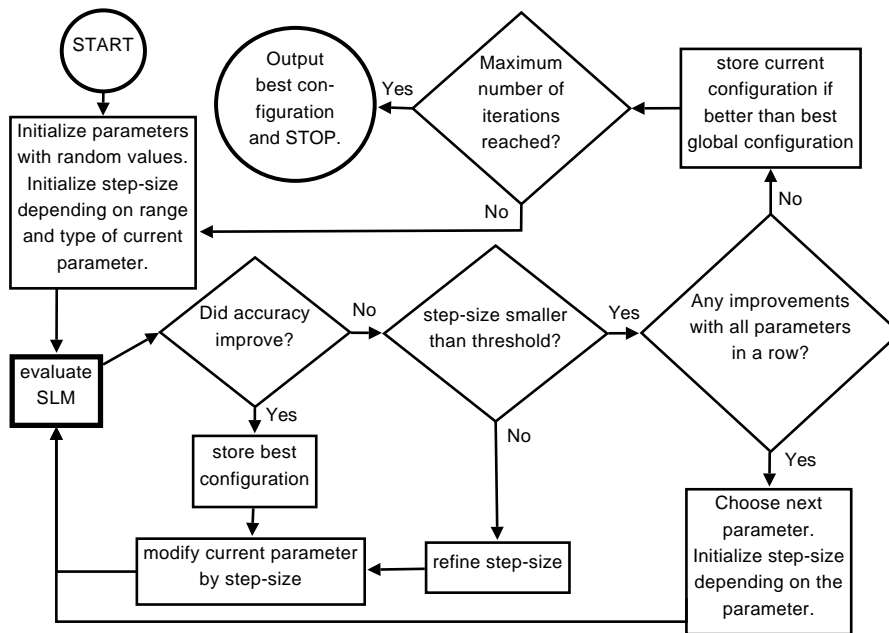 START
Initialize parameters
with random values.
Initialize step-size
depending on range
and type of current
parameter.
Output
best con-
figuration
and STOP.
Yes
Maximum
number of
iterations
reached?
No
store current
configuration if
better than best
global configuration
No
evaluate
SLM
Did accuracy
improve?
No
Yes
step-size smaller
than threshold?
Yes
No
Any improvements
with all parameters
in a row?
Yes
store best
configuration
modify current parameter
by step-size
refine step-size
Choose next
parameter.
Initialize step-size
depending on the
parameter.